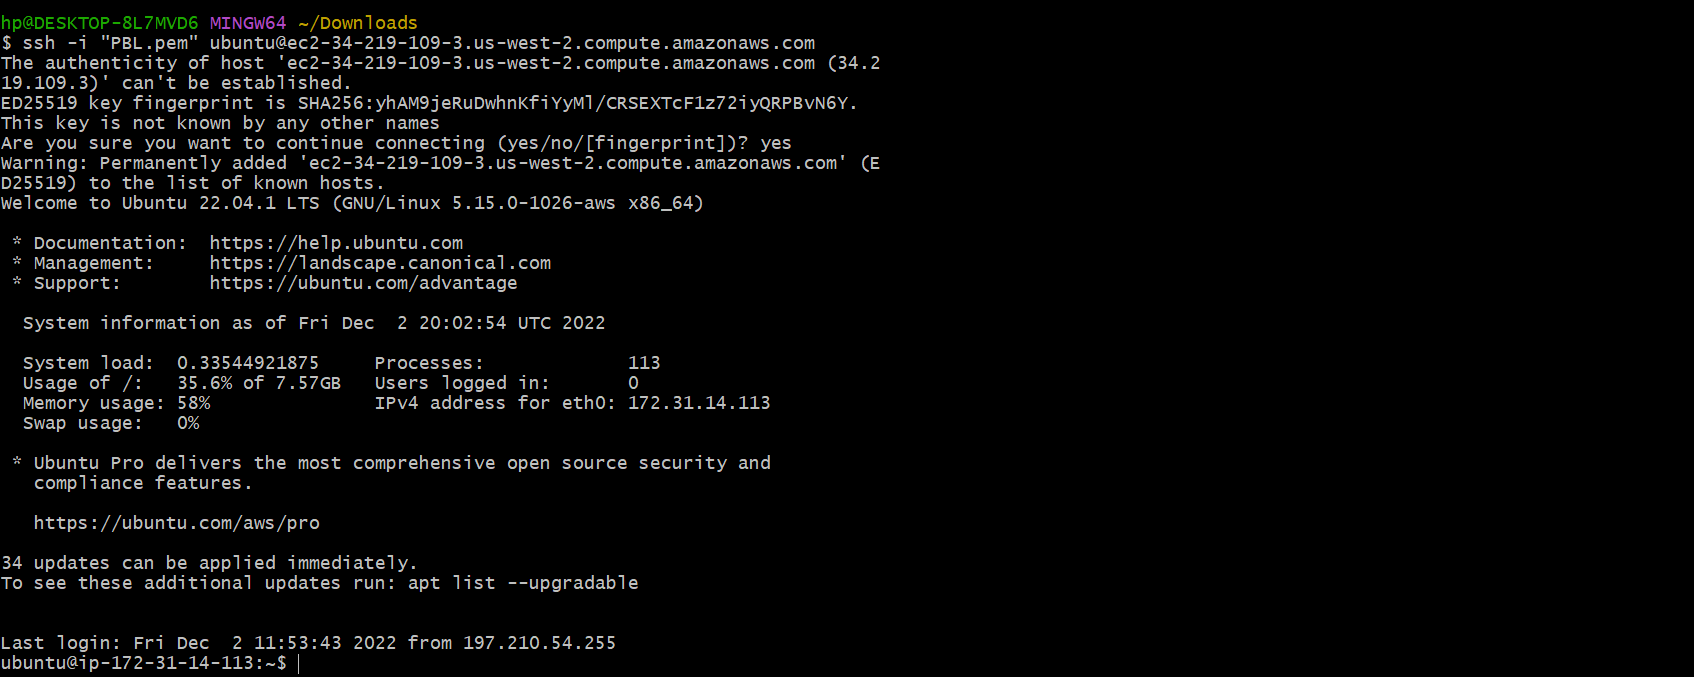 hp@DESKTOP-8L7MVD6 MINGW64 ~/Downloads
$ ssh -i "PBL.pem" ubuntu@ec2-34-219-109-3.us-west-2.compute.amazonaws.com
The authenticity of host 'ec2-34-219-109-3.us-west-2.compute.amazonaws.com (34.2
19.109.3)' can't be established.
ED25519 key fingerprint is SHA256:yhAM9jeRuDwhnKfiYyMl/CRSEXTcF1z72iyQRPBvN6Y.
This key is not known by any other names
Are you sure you want to continue connecting (yes/no/[fingerprint])? yes
Warning: Permanently added 'ec2-34-219-109-3.us-west-2.compute.amazonaws.com' (E
D25519) to the list of known hosts.
Welcome to Ubuntu 22.04.1 LTS (GNU/Linux 5.15.0-1026-aws x86_64)

 * Documentation:  https://help.ubuntu.com
 * Management:     https://landscape.canonical.com
 * Support:        https://ubuntu.com/advantage

  System information as of Fri Dec  2 20:02:54 UTC 2022

  System load:  0.33544921875     Processes:             113
  Usage of /:   35.6% of 7.57GB   Users logged in:       0
  Memory usage: 58%               IPv4 address for eth0: 172.31.14.113
  Swap usage:   0%

 * Ubuntu Pro delivers the most comprehensive open source security and
   compliance features.

   https://ubuntu.com/aws/pro

34 updates can be applied immediately.
To see these additional updates run: apt list --upgradable


Last login: Fri Dec  2 11:53:43 2022 from 197.210.54.255
ubuntu@ip-172-31-14-113:~$